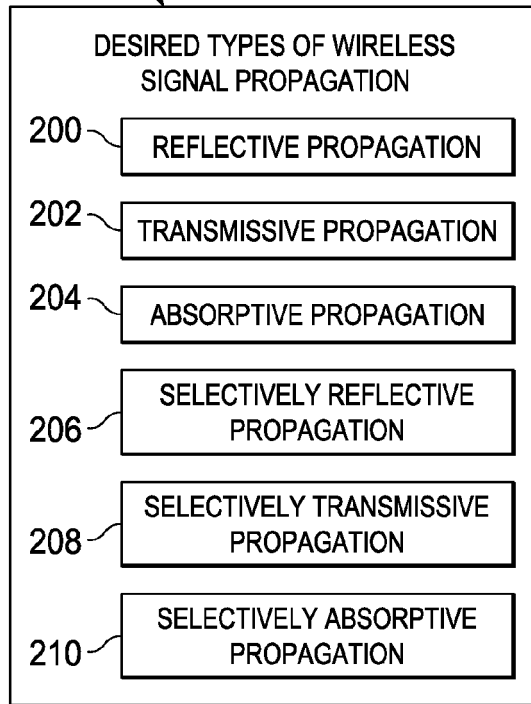 DESIRED TYPES OF WIRELESS
SIGNAL PROPAGATION
200
REFLECTIVE PROPAGATION
202
TRANSMISSIVE PROPAGATION
204
ABSORPTIVE PROPAGATION
206
SELECTIVELY REFLECTIVE
PROPAGATION
208
SELECTIVELY TRANSMISSIVE
PROPAGATION
210
SELECTIVELY ABSORPTIVE
PROPAGATION